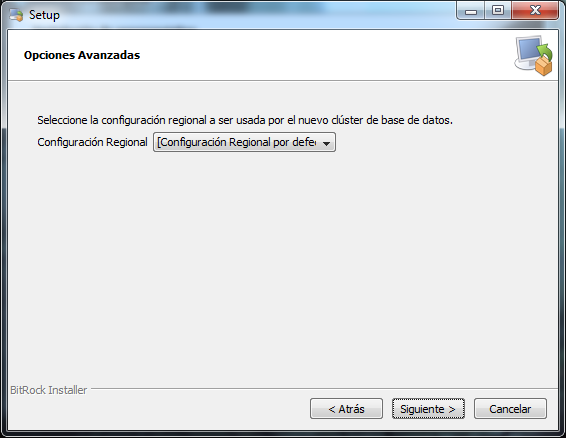 Setup
Opciones Avanzadas
Seleccione la configuración regional a ser usada por el nuevo clúster de base de datos.
Configuración Regional [Configuración Regional por defe
BitRock Installer
< Atrás Siguiente > Cancelar